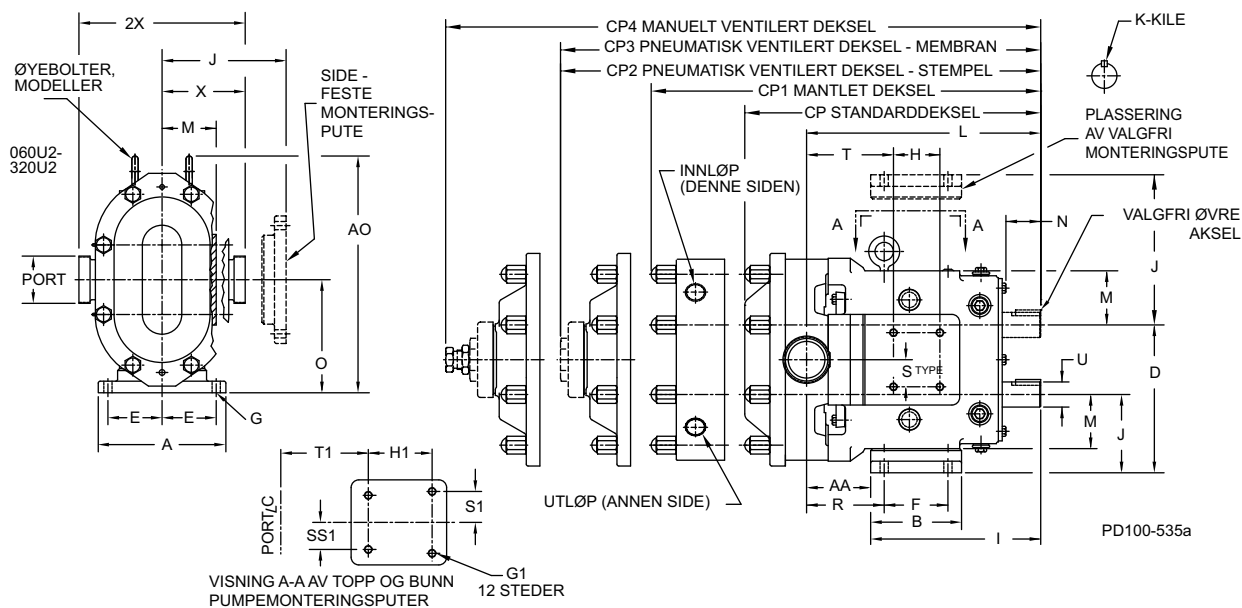 2X
J
X
M
ØYEBOLTER,
MODELLER
060U2-
320U2
SIDE -
FESTE
MONTERINGS-
PUTE
AO
PORT
O
E
E
A
G
CP4 MANUELT VENTILERT DEKSEL
CP3 PNEUMATISK VENTILERT DEKSEL - MEMBRAN
CP2 PNEUMATISK VENTILERT DEKSEL - STEMPEL
CP1 MANTLET DEKSEL
CP STANDARDDEKSEL
L
T
H
K-KILE
PLASSERING
AV VALGFRI
MONTERINGSPUTE
INNLØP
(DENNE SIDEN)
A
A
N
VALGFRI ØVRE
AKSEL
J
M
S TYPE
U
D
M
J
AA
R
F
B
I
UTLØP (ANNEN SIDE)
T1
H1
S1
SS1
PORT C/L
G1
12 STEDER
VISNING A-A AV TOPP OG BUNN
PUMPEMONTERINGSPUTER
PD100-535a